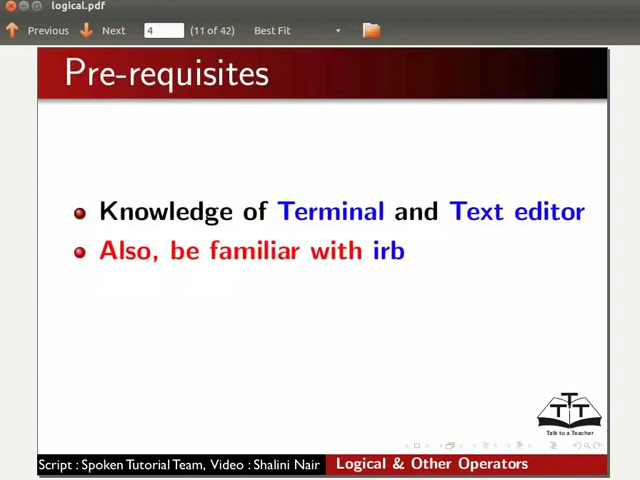 logical.pdf
Previous Next 4 (11 of 42) Best Fit
Pre-requisites
Knowledge of Terminal and Text editor
Also, be familiar with irb
T T T
Talk to a Teacher
Script : Spoken Tutorial Team, Video : Shalini Nair Logical & Other Operators